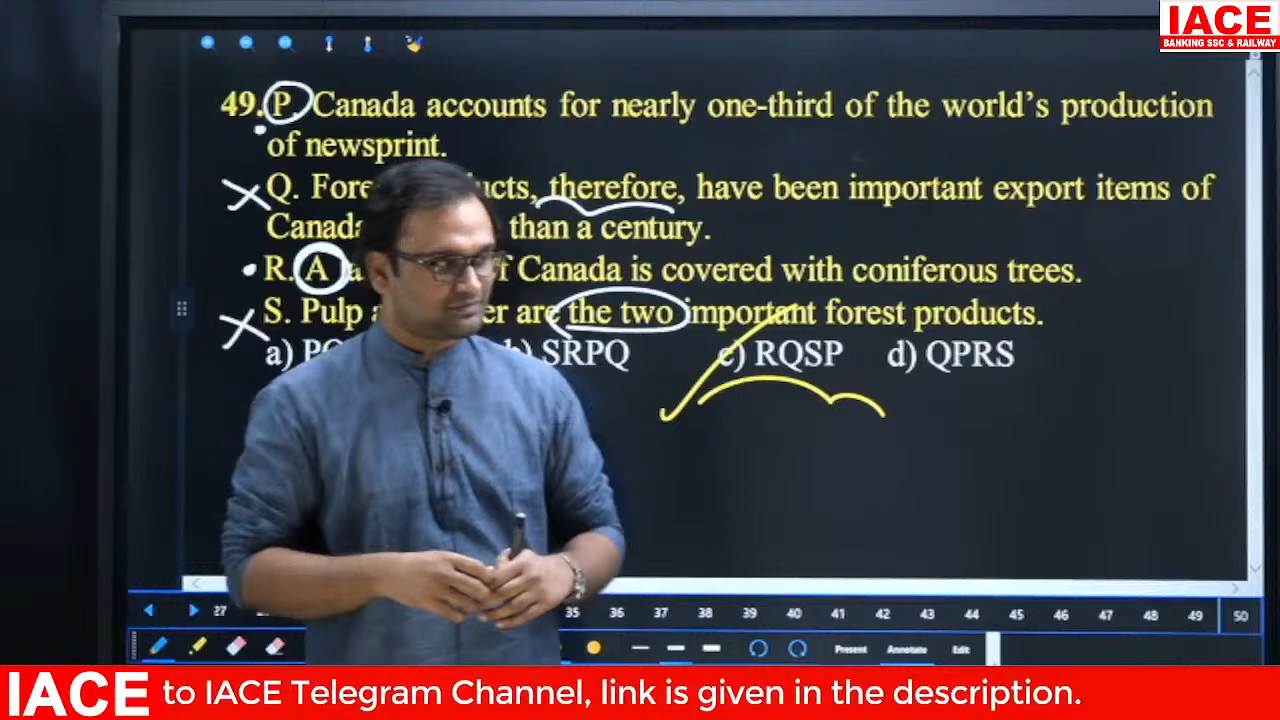 IACE
BANKING SSC & RAILWAY
49. P. Canada accounts for nearly one-third of the world's production
of newsprint.
Q. Fore ucts, therefore, have been important export items of
Canada than a century.
R. A of Canada is covered with coniferous trees.
S. Pulp a er are the two important forest products.
a) PQ b) SRPQ c) RQSP d) QPRS
27 35 36 37 38 39 40 41 42 43 44 45 46 47 48 49 50
Present Annotate Edit
IACE to IACE Telegram Channel, link is given in the description.